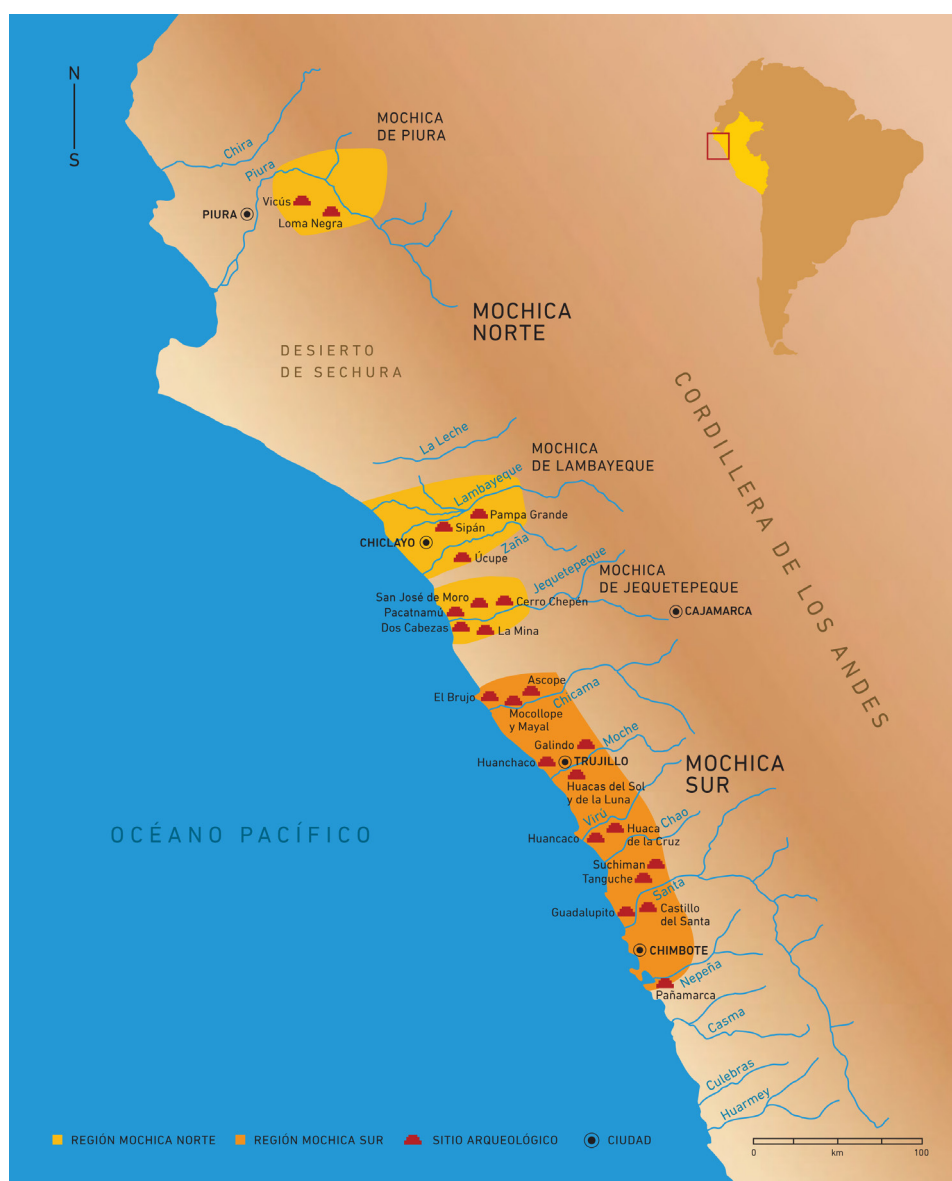 N
S
MOCHICA
DE PIURA
Chira
Piura
Vicús
PIURA
Loma Negra
MOCHICA
NORTE
DESIERTO
DE SECHURA
CORDILLERA DE LOS ANDES
La Leche
MOCHICA
DE LAMBAYEQUE
Lambayeque
Pampa Grande
Sipán
CHICLAYO
Zaña
Úcupe
Jequetepeque
MOCHICA
DE JEQUETEPEQUE
San José de Moro
Cerro Chepén
Pacatnamú
CAJAMARCA
Dos Cabezas
La Mina
Ascope
El Brujo
Chicama
Mocollope
y Mayal
Galindo
Moche
Huanchaco
TRUJILLO
MOCHICA
SUR
Huacas del Sol
y de la Luna
Virú
Chao
OCÉANO PACÍFICO
Huancaco
Huaca
de la Cruz
Suchiman
Tanguche
Santa
Guadalupito
Castillo
del Santa
CHIMBOTE
Nepeña
Pañamarca
Casma
Culebras
Huarmey
REGIÓN MOCHICA NORTE
REGIÓN MOCHICA SUR
SITIO ARQUEOLÓGICO
CIUDAD
0 km 100